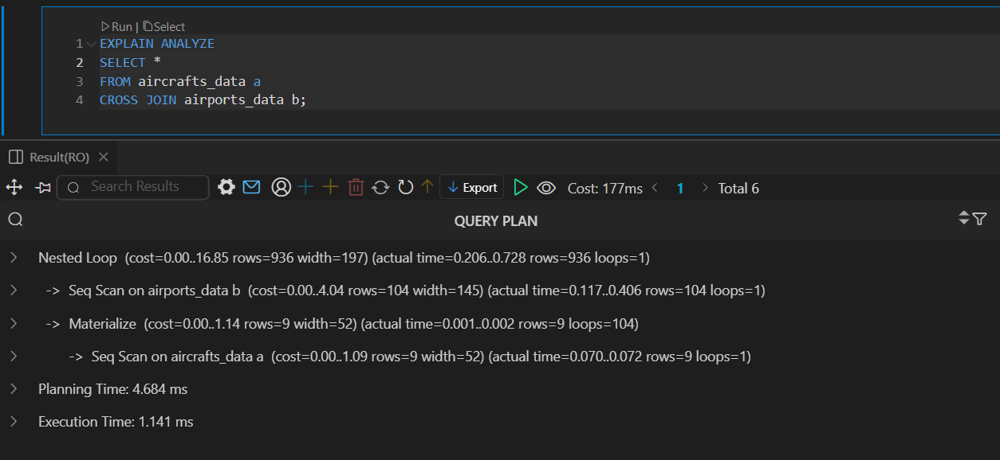 Run | Select
1 EXPLAIN ANALYZE
2 SELECT *
3 FROM aircrafts_data a
4 CROSS JOIN airports_data b;
Result(RO)
Search Results Export Cost: 177ms 1 Total 6
QUERY PLAN
Nested Loop (cost=0.00..16.85 rows=936 width=197) (actual time=0.206..0.728 rows=936 loops=1)
-> Seq Scan on airports_data b (cost=0.00..4.04 rows=104 width=145) (actual time=0.117..0.406 rows=104 loops=1)
-> Materialize (cost=0.00..1.14 rows=9 width=52) (actual time=0.001..0.002 rows=9 loops=104)
-> Seq Scan on aircrafts_data a (cost=0.00..1.09 rows=9 width=52) (actual time=0.070..0.072 rows=9 loops=1)
Planning Time: 4.684 ms
Execution Time: 1.141 ms